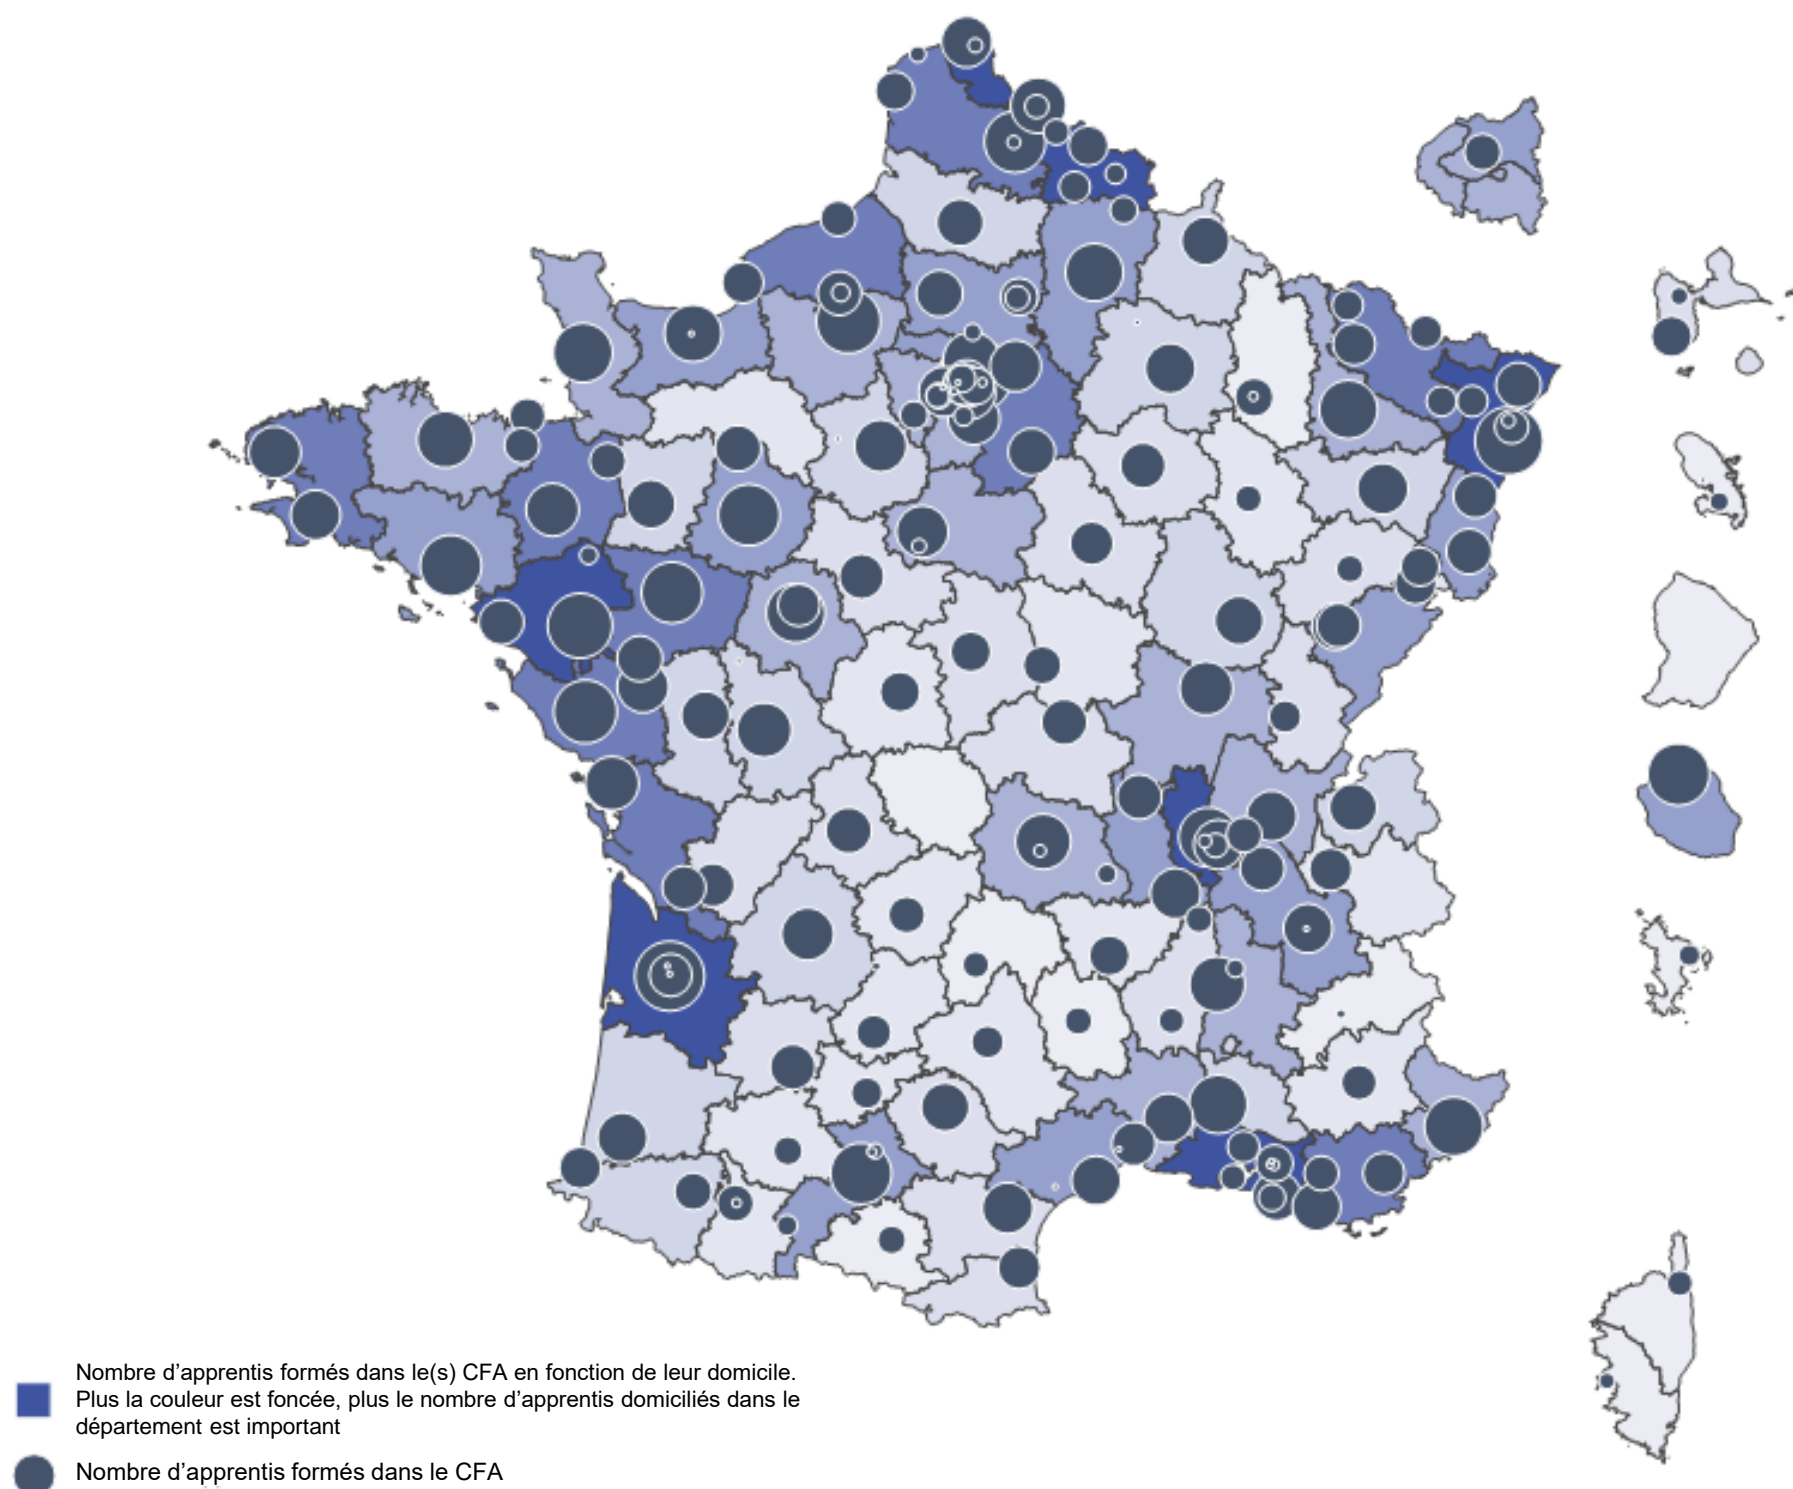 Nombre d’apprentis formés dans le(s) CFA en fonction de leur domicile.
Plus la couleur est foncée, plus le nombre d’apprentis domiciliés dans le
département est important
Nombre d’apprentis formés dans le CFA